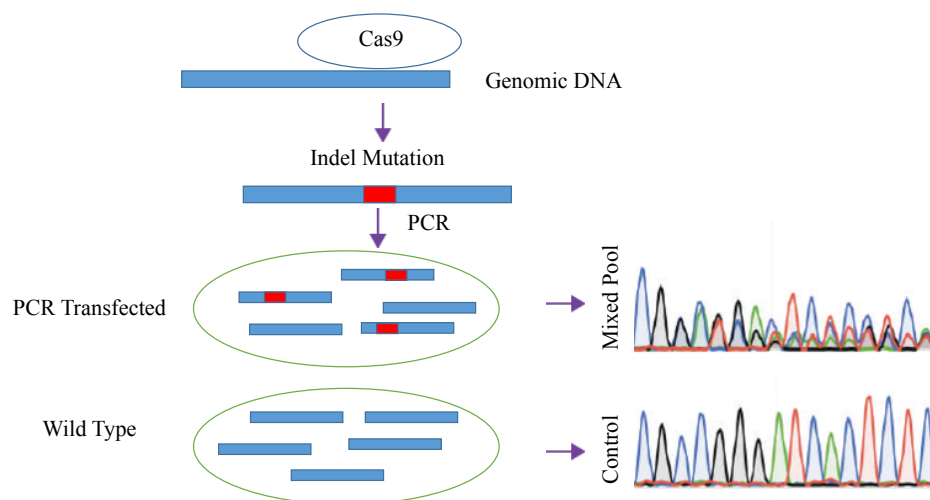 Cas9
Genomic DNA
Indel Mutation
PCR
PCR Transfected
Mixed Pool
Wild Type
Control